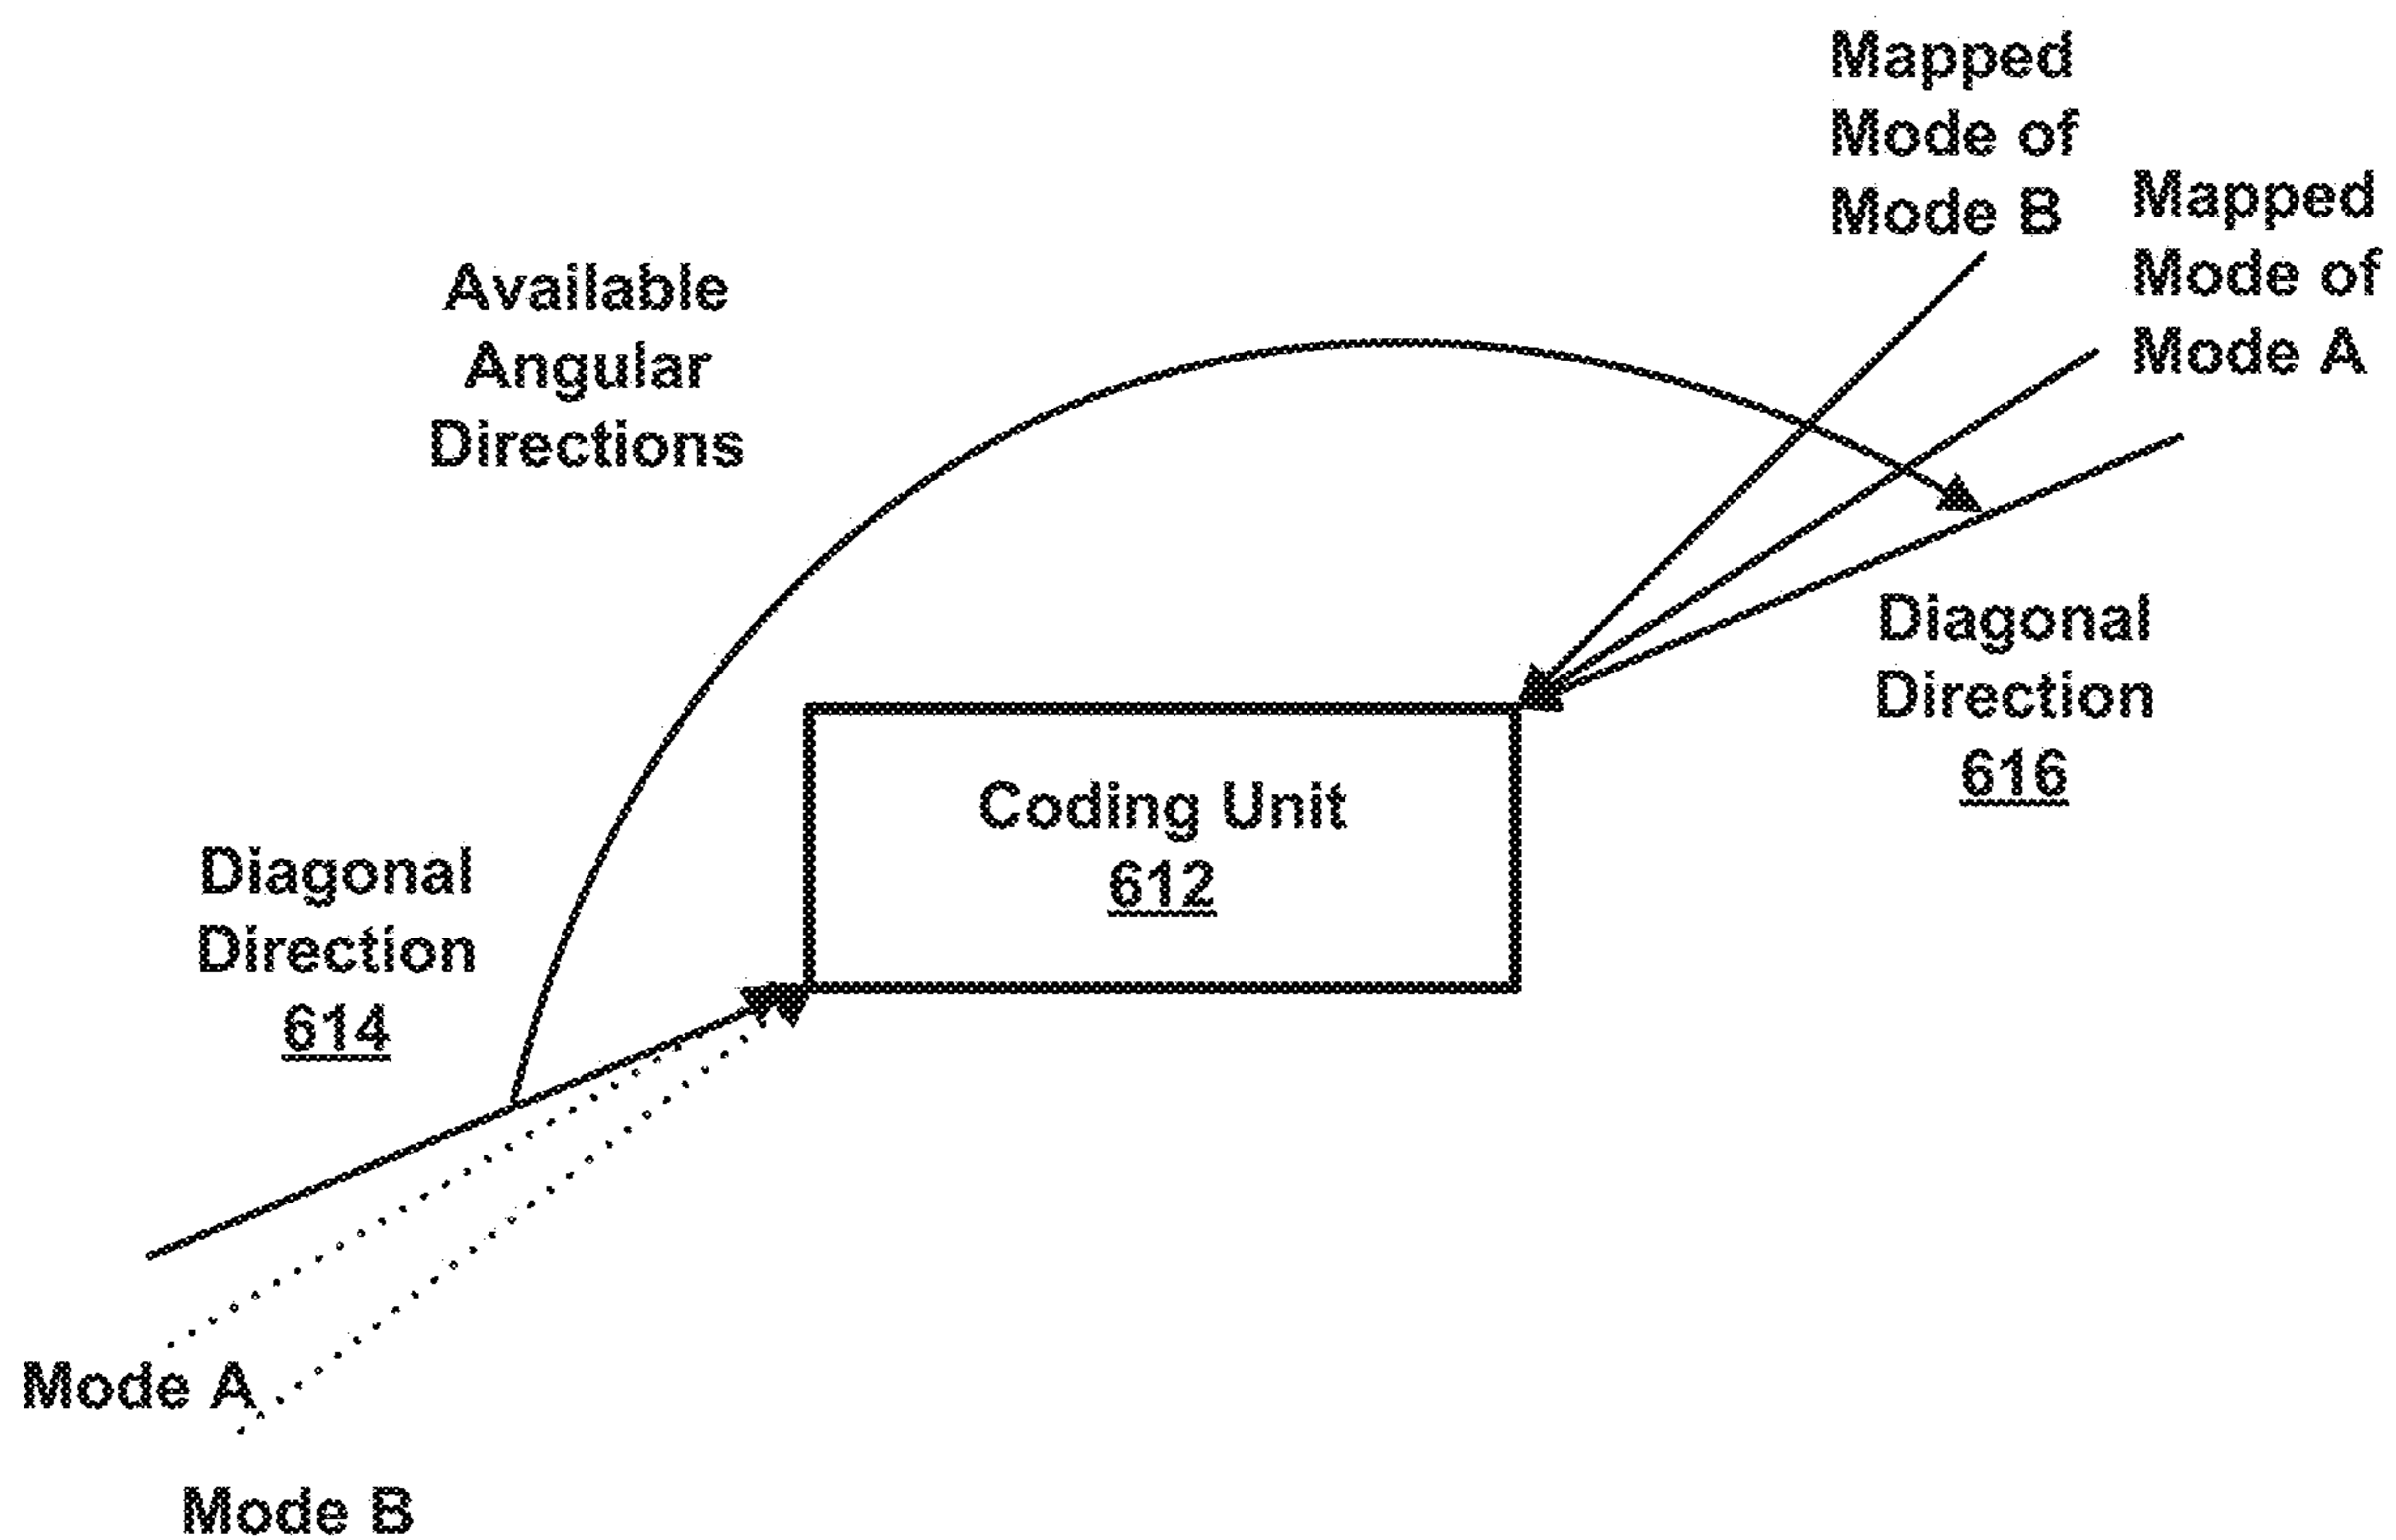 Mapped
Mode of
Mode B
Mapped
Mode of
Mode A
Available
Angular
Directions
Diagonal
Direction
616
Coding Unit
612
Diagonal
Direction
614
Mode A
Mode B